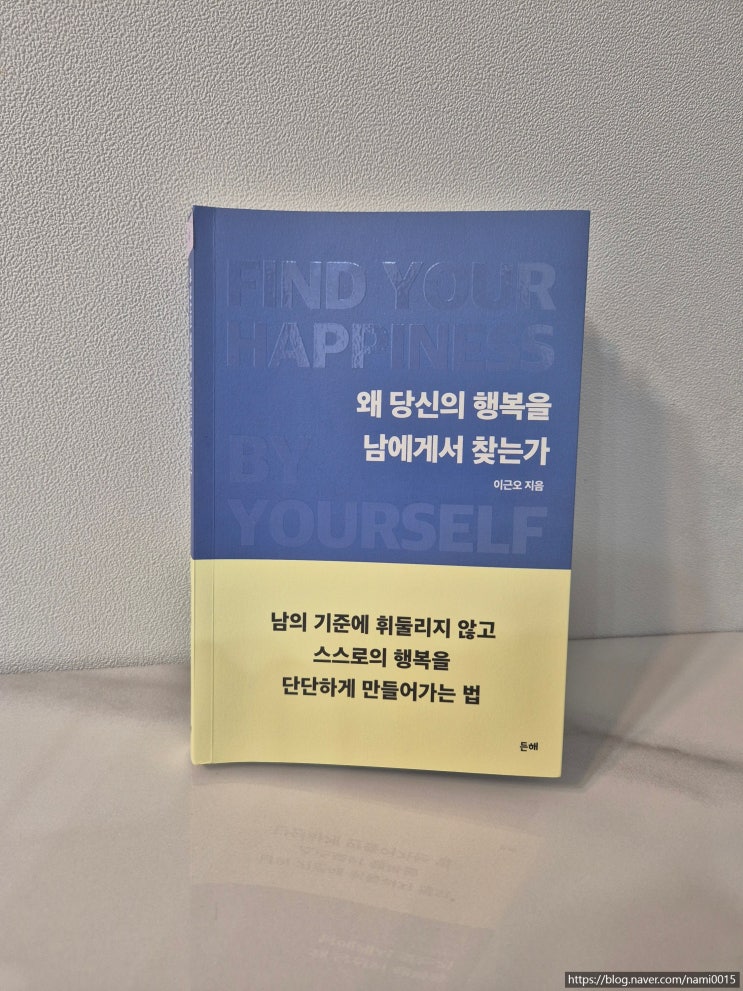 FIND YOUR
HAPPINESS
왜 당신의 행복을
남에게서 찾는가
BY
이근오 지음
YOURSELF
남의 기준에 휘둘리지 않고
스스로의 행복을
단단하게 만들어가는 법
든해
https://blog.naver.com/nami0015